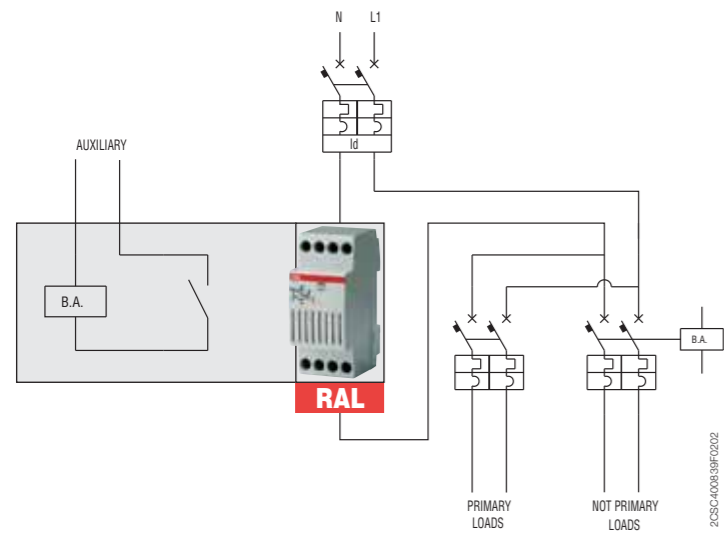 N L1
Id
AUXILIARY
B.A.
RAL
B.A.
PRIMARY
LOADS
NOT PRIMARY
LOADS
2CSC400839F0202